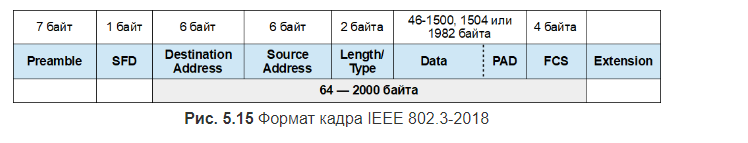 7 байт
1 байт
6 байт
6 байт
2 байта
46-1500, 1504 или
1982 байта
4 байта
Preamble
SFD
Destination
Address
Source
Address
Length/
Type
Data
PAD
FCS
Extension
64 — 2000 байта
Рис. 5.15 Формат кадра IEEE 802.3-2018